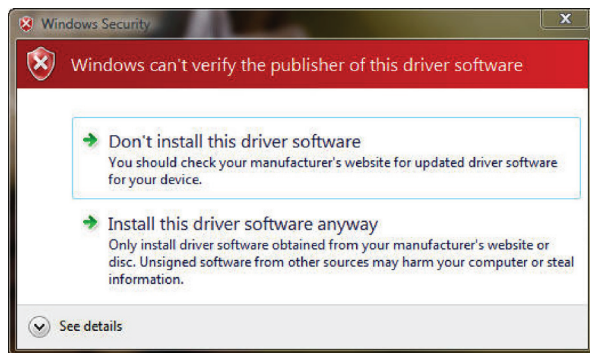 Windows Security
Windows can't verify the publisher of this driver software
Don't install this driver software
You should check your manufacturer's website for updated driver software
for your device.
Install this driver software anyway
Only install driver software obtained from your manufacturer's website or
disc. Unsigned software from other sources may harm your computer or steal
information.
See details